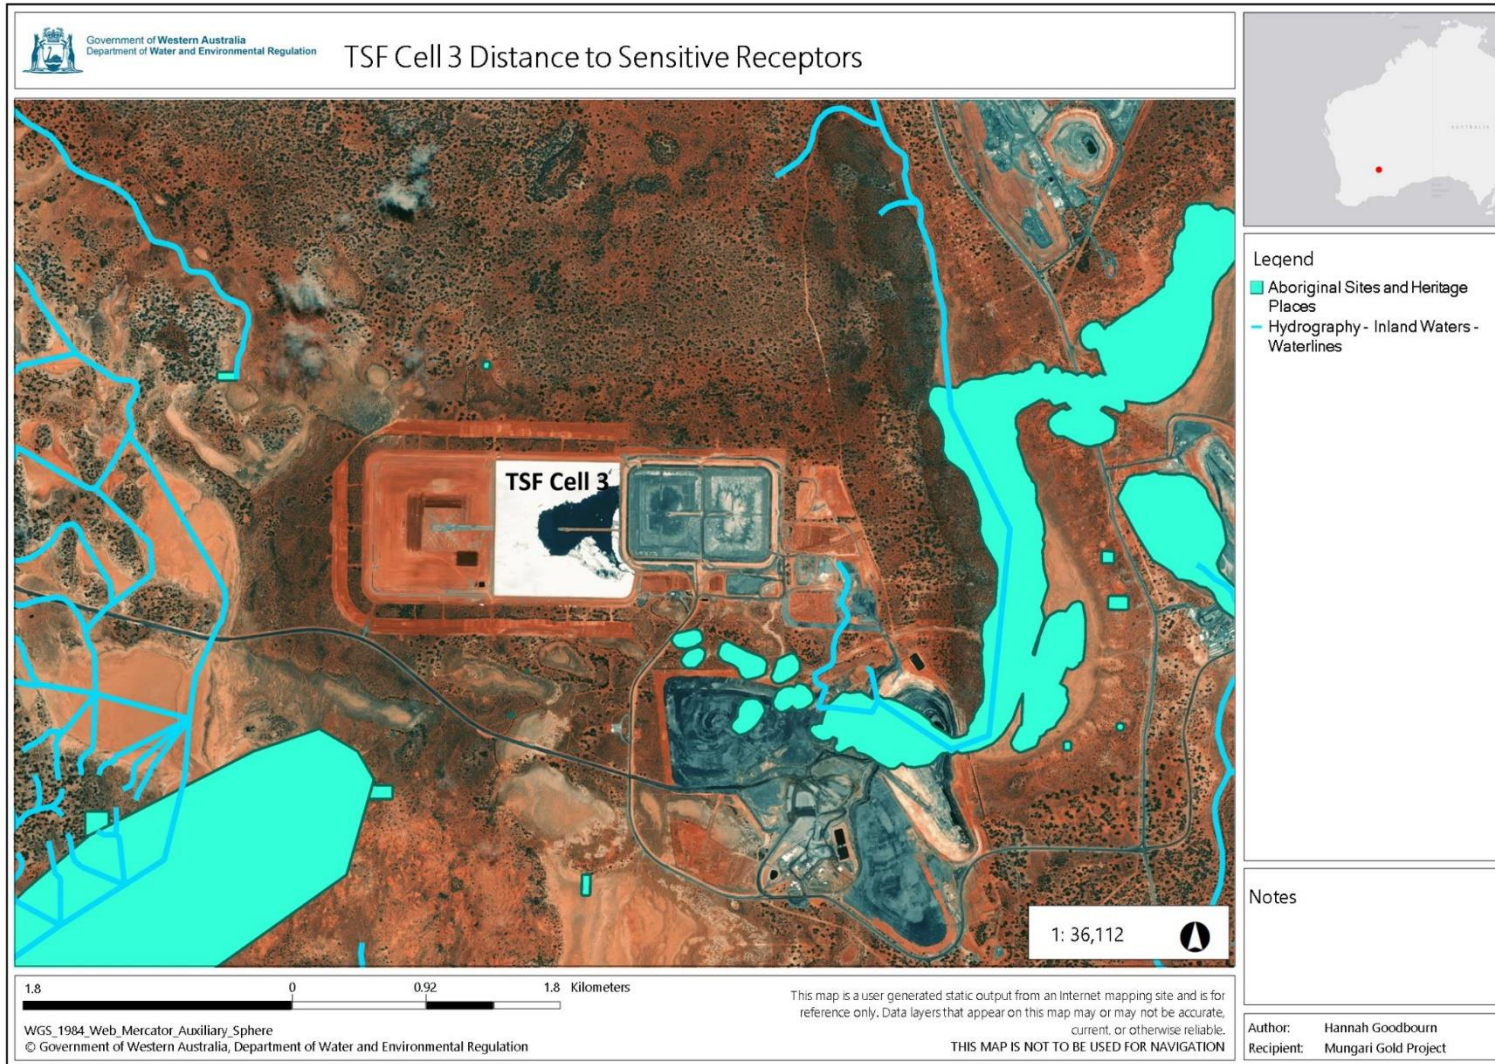 Government of Western Australia
Department of Water and Environmental Regulation
TSF Cell 3 Distance to Sensitive Receptors
AUSTRALIA
Legend
Aboriginal Sites and Heritage
Places
Hydrography - Inland Waters -
Waterlines
TSF Cell 3
Notes
1: 36,112
1.8 0 0.92 1.8 Kilometers
WGS_1984_Web_Mercator_Auxiliary_Sphere
© Government of Western Australia, Department of Water and Environmental Regulation
This map is a user generated static output from an Internet mapping site and is for
reference only. Data layers that appear on this map may or may not be accurate,
current, or otherwise reliable.
THIS MAP IS NOT TO BE USED FOR NAVIGATION
Author: Hannah Goodbourn
Recipient: Mungari Gold Project